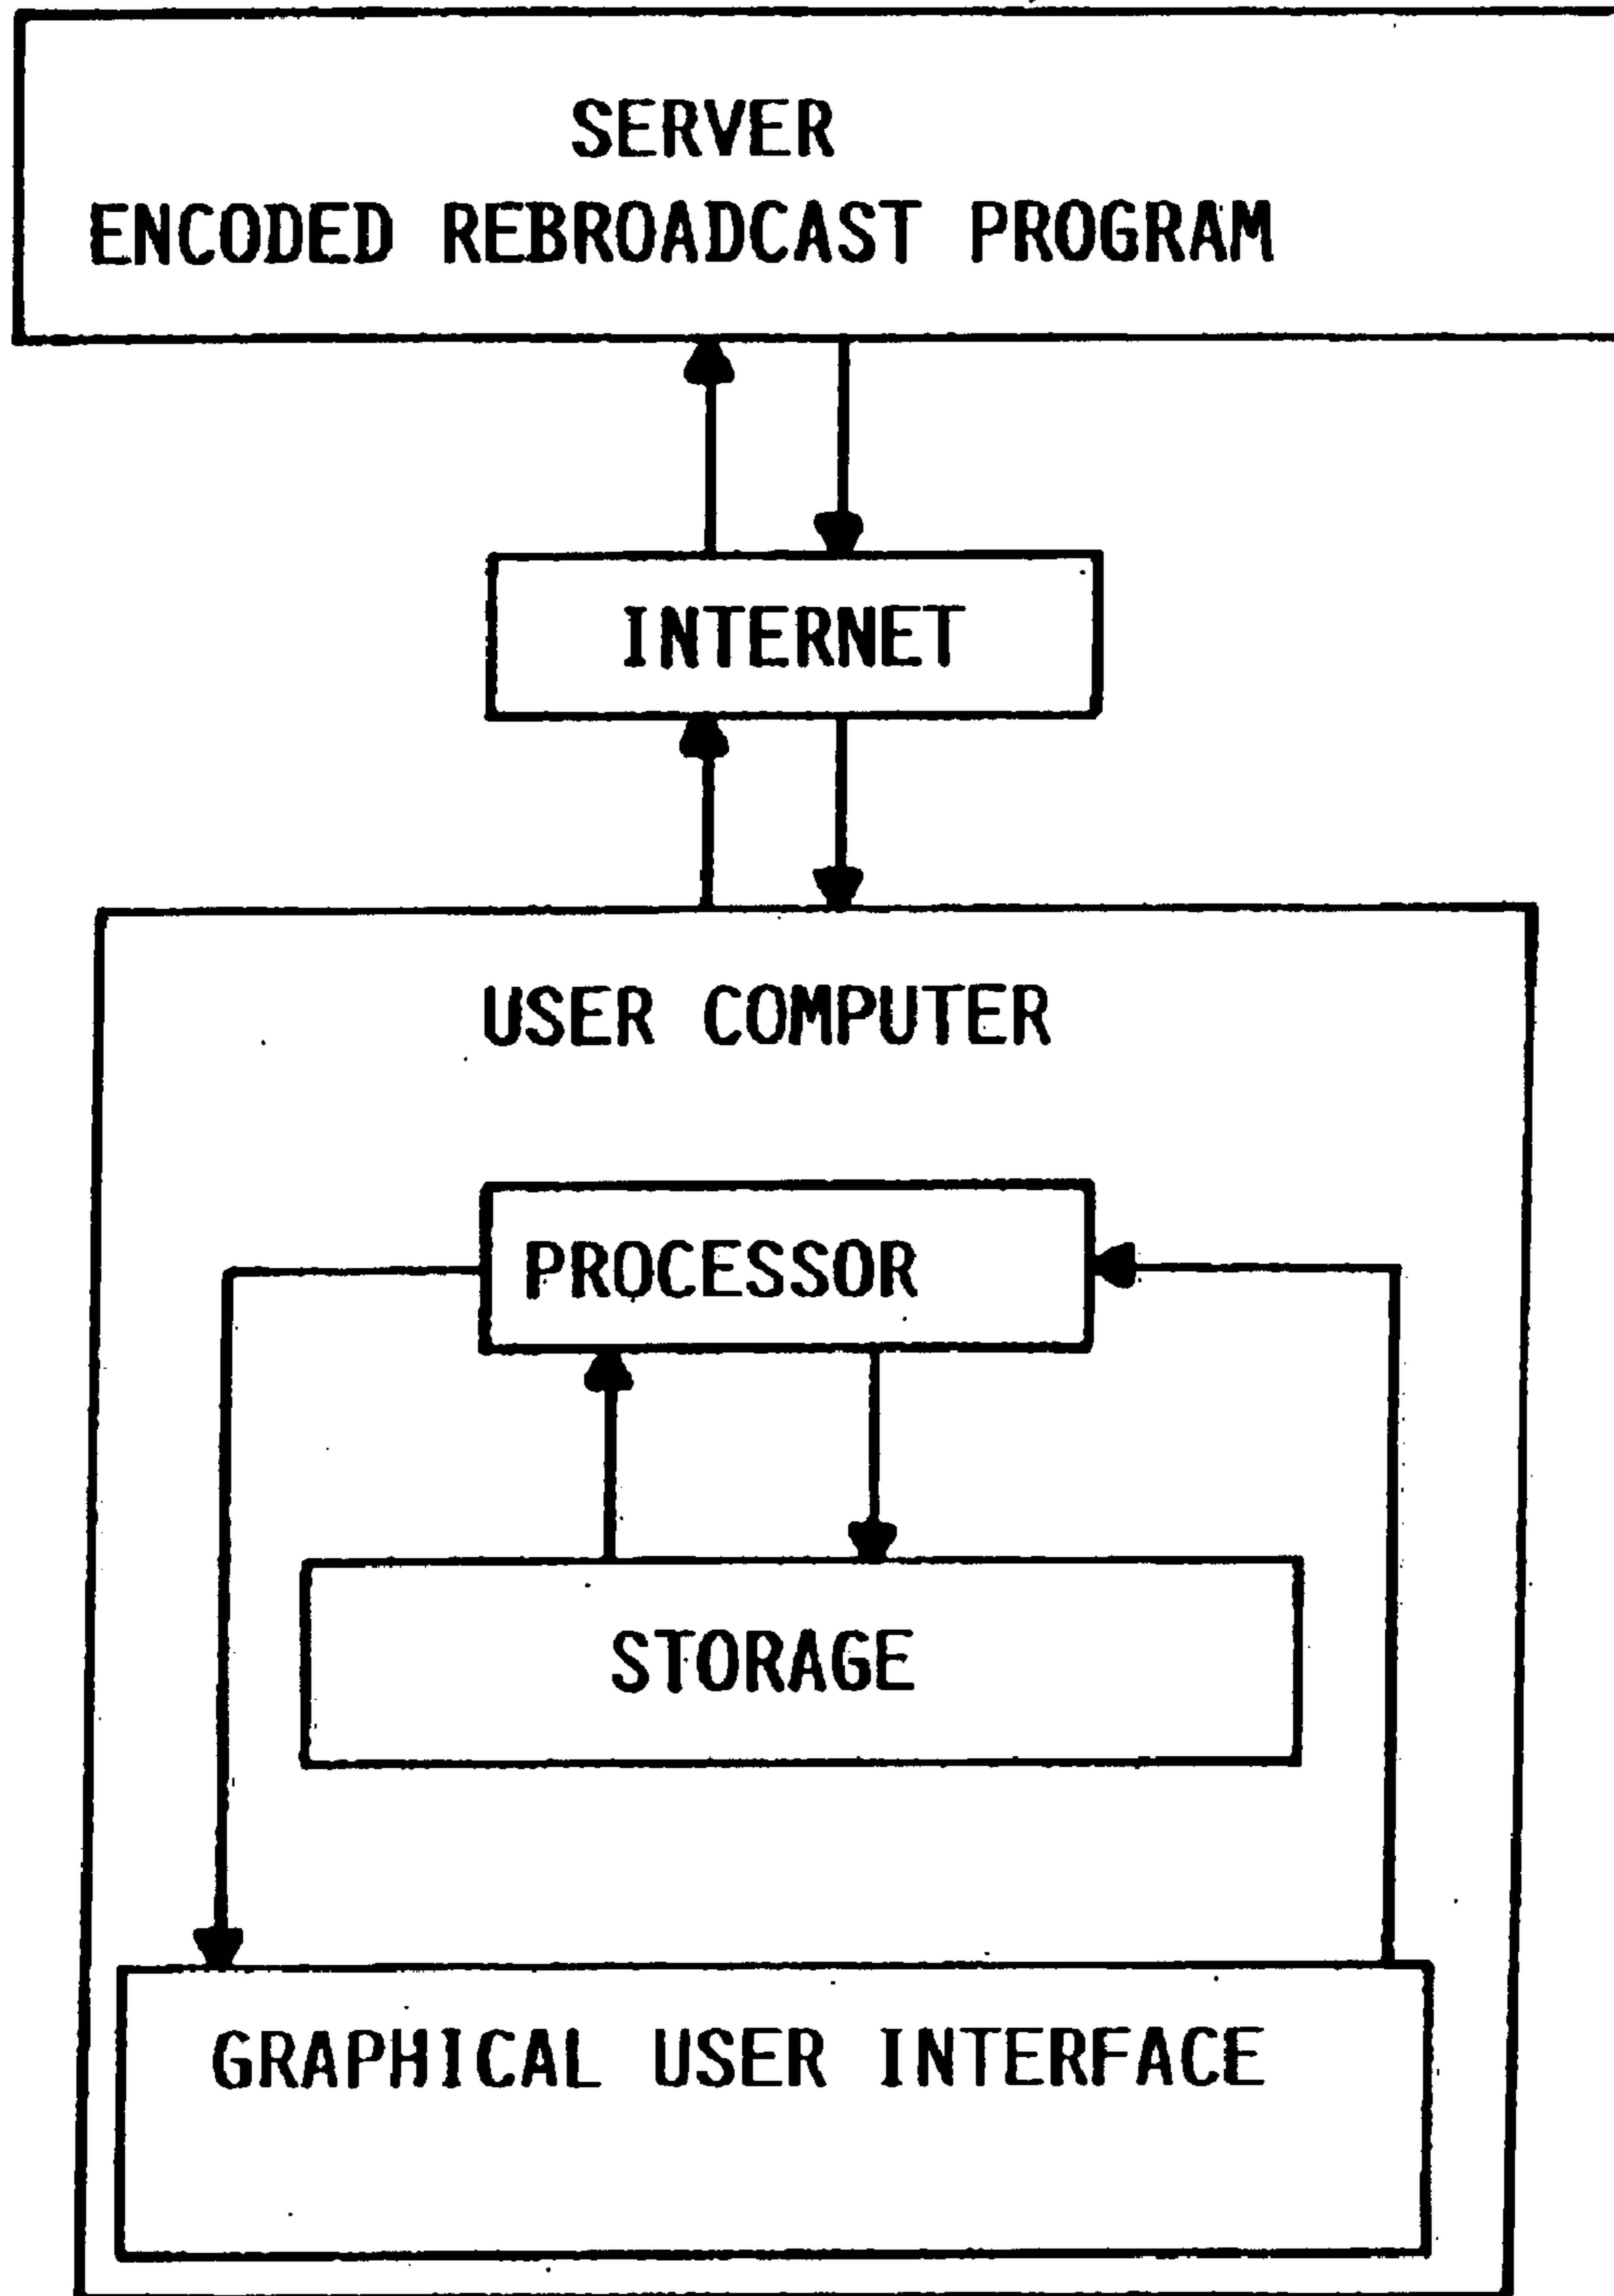 SERVER
ENCODED REBROADCAST PROGRAM
INTERNET
USER COMPUTER
PROCESSOR
STORAGE
GRAPHICAL USER INTERFACE